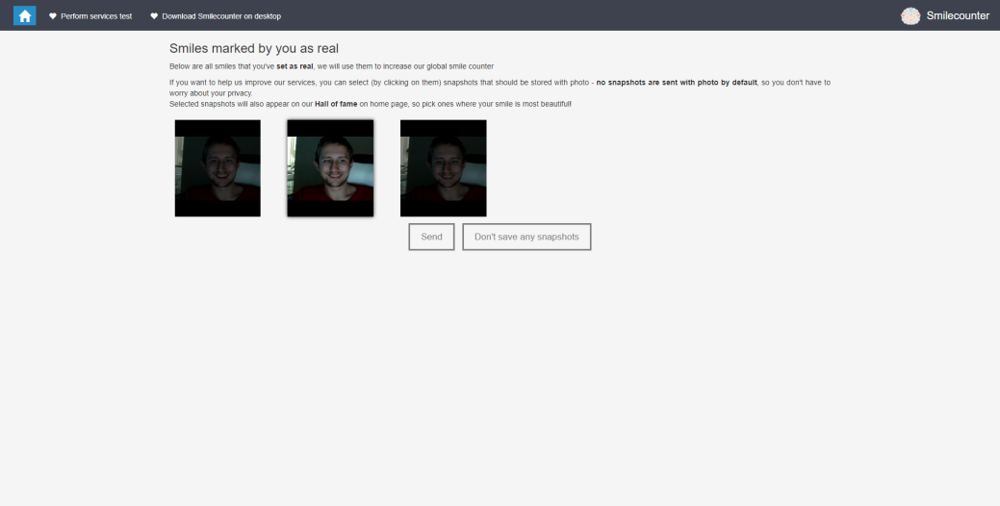 Perform services test
Download Smilecounter on desktop
Smilecounter
Smiles marked by you as real
Below are all smiles that you've set as real, we will use them to increase our global smile counter
If you want to help us improve our services, you can select (by clicking on them) snapshots that should be stored with photo - no snapshots are sent with photo by default, so you don't have to
worry about your privacy.
Selected snapshots will also appear on our Hall of fame on home page, so pick ones where your smile is most beautiful!
Send
Don't save any snapshots